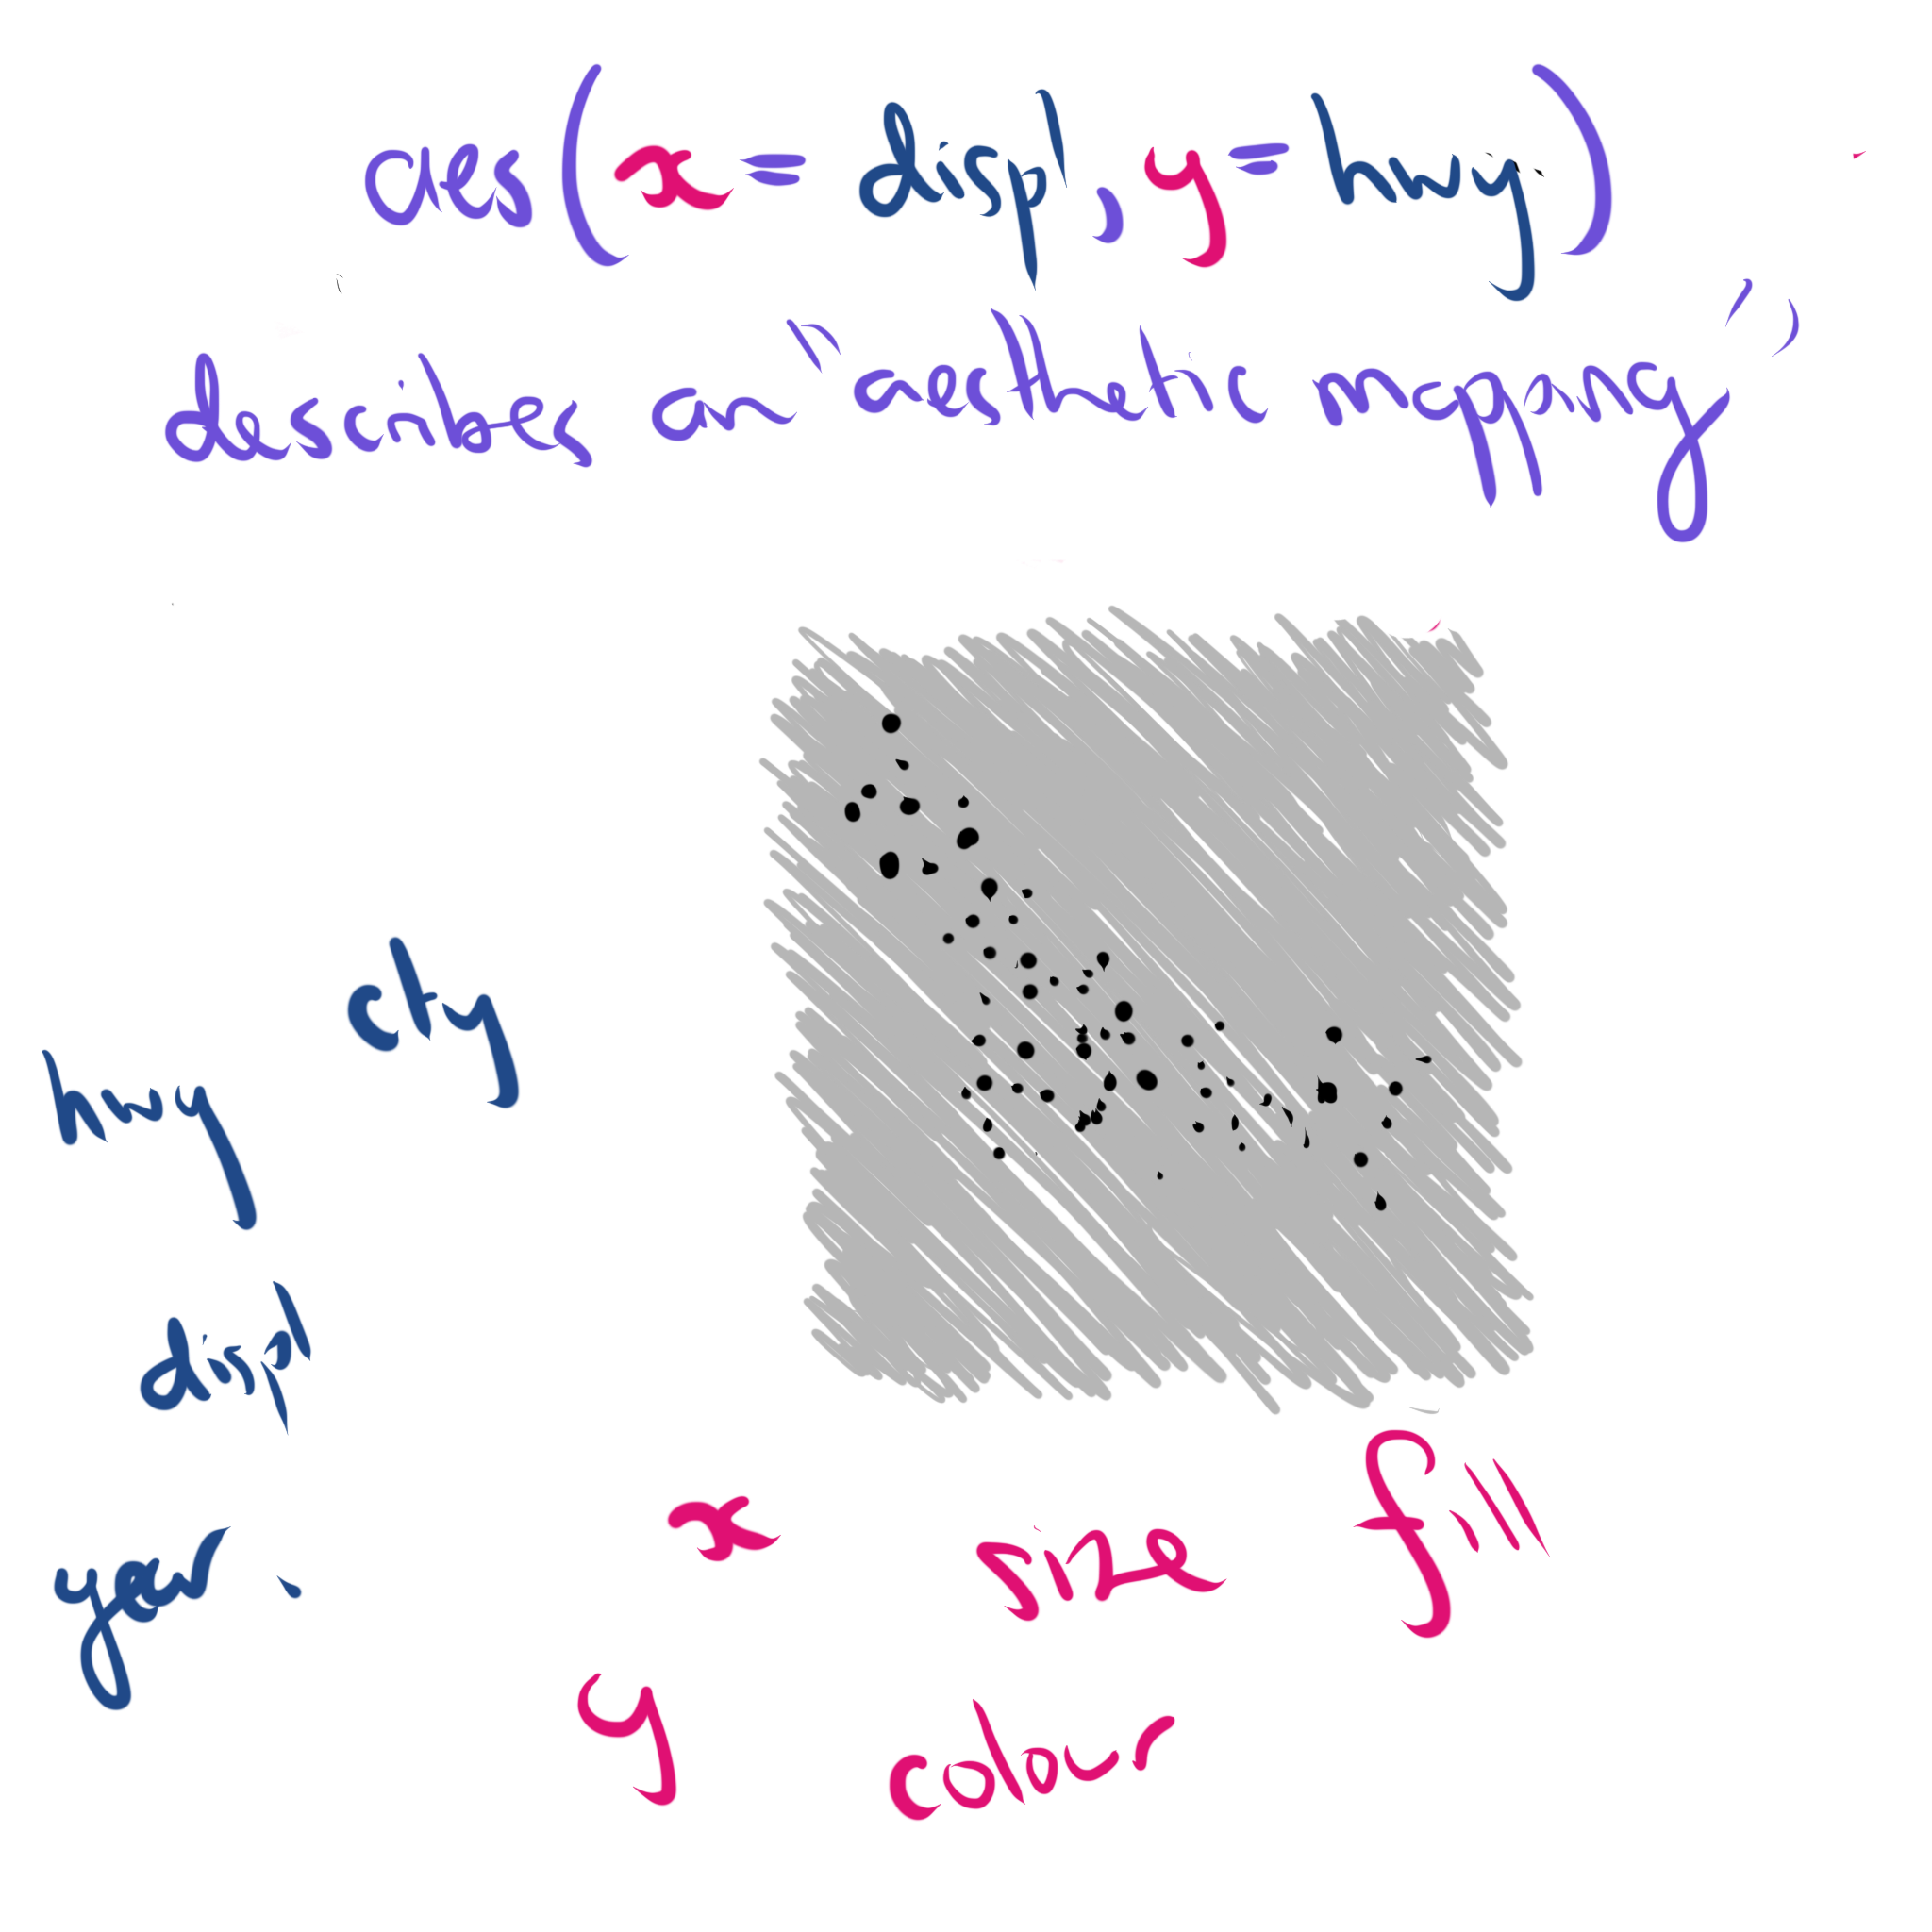 aes(x = displ, y = hwy)
describes an "aesthetic mapping"
cty
hwy
displ
year
x size fill
y colour